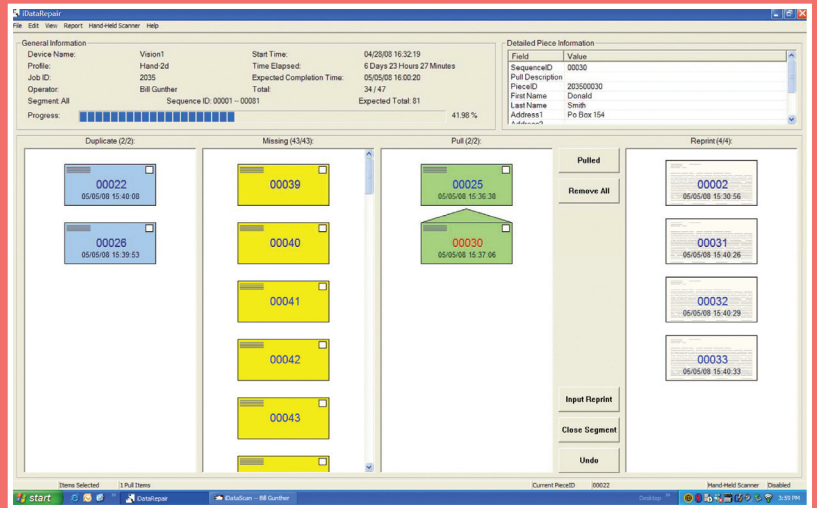 iDataRepair
File Edit View Report Hand-Held Scanner Help
General Information
Device Name: Vision1 Start Time: 04/28/08 16:32:19
Profile: Hand-2d Time Elapsed: 6 Days 23 Hours 27 Minutes
Job ID: 2035 Expected Completion Time: 05/05/08 16:00:20
Operator: Bill Gunther Total: 34 / 47
Segment: All Sequence ID: 00001 -- 00081 Expected Total: 81
Progress: 41.98 %
Detailed Piece Information
Field Value
SequenceID 00030
Pull Description
PieceID 203500030
First Name Donald
Last Name Smith
Address1 Po Box 154
Address2
Duplicate (2/2): Missing (43/43): Pull (2/2): Reprint (4/4):
00022
05/05/08 15:40:08
00026
05/05/08 15:39:53
00039
00040
00041
00042
00043
00025
05/05/08 15:36:38
00030
05/05/08 15:37:06
Pulled
Remove All
Input Reprint
Close Segment
Undo
00002
05/05/08 15:30:56
00031
05/05/08 15:40:26
00032
05/05/08 15:40:29
00033
05/05/08 15:40:33
Items Selected 1 Pull Items Current PieceID 00022 Hand-Held Scanner Disabled
start iDataRepair iDataScan -- Bill Gunther Desktop 3:59 PM